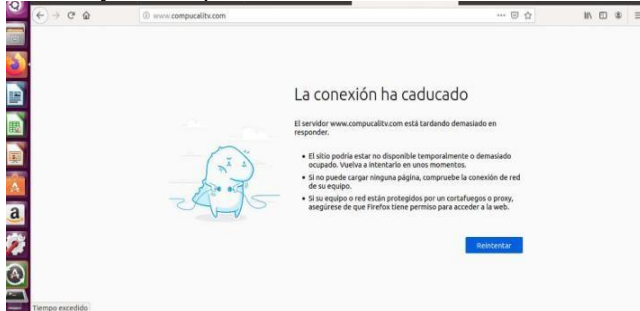 www.compucalitv.com
La conexión ha caducado
El servidor www.compucalitv.com está tardando demasiado en
responder.
El sitio podría estar no disponible temporalmente o demasiado
ocupado. Vuelva a intentarlo en unos momentos.
Si no puede cargar ninguna página, compruebe la conexión de red
de su equipo.
Si su equipo o red están protegidos por un cortafuegos o proxy,
asegúrese de que Firefox tiene permiso para acceder a la web.
Reintentar
Tiempo excedido